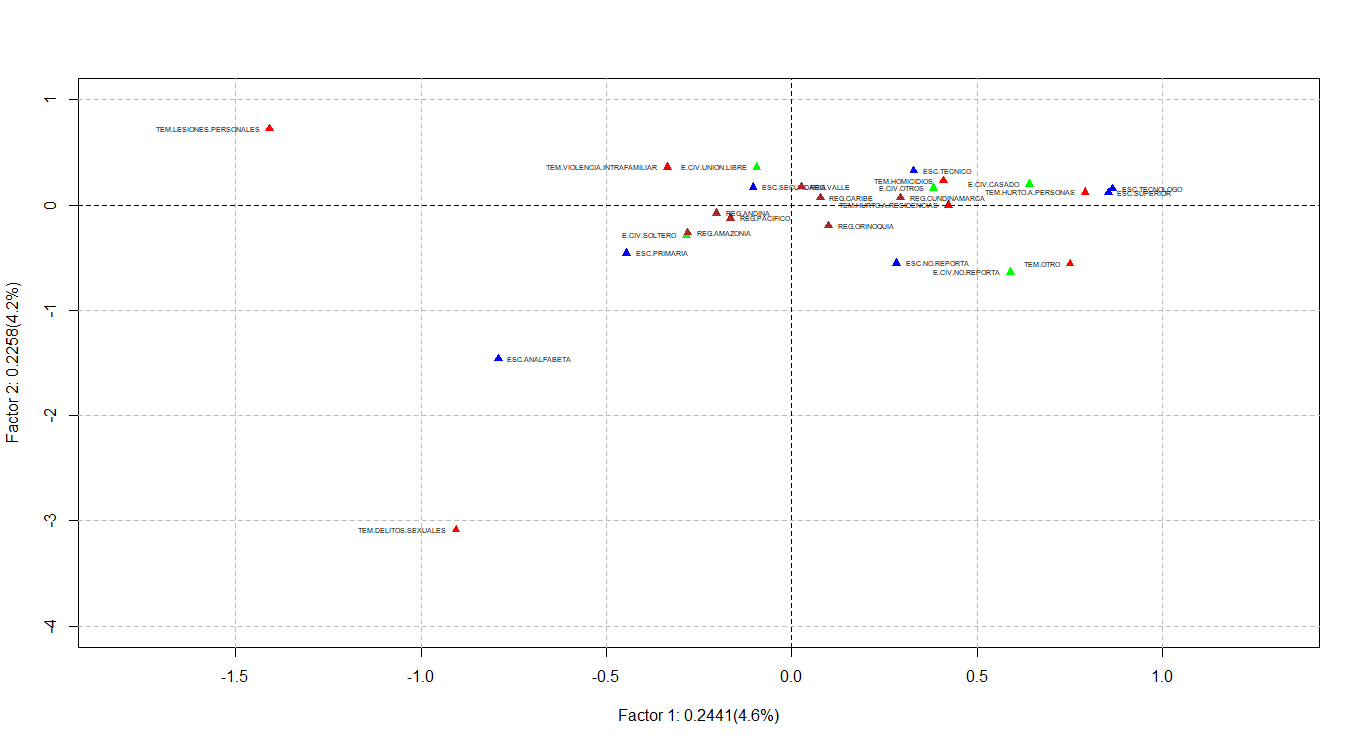 1
TEM.LESIONES.PERSONALES
TEM.VIOLENCIA.INTRAFAMILIAR
E.CIV.UNION.LIBRE
ESC.TECNICO
TEM.HOMICIDIOS
E.CIV.CASADO
E.CIV.OTROS
REG.VALLE
ESC.TECNOLOGO
TEM.HURTO.A.PERSONAS
ESC.SUPERIOR
REG.CARIBE
REG.CUNDINAMARCA
0
TEM.HURTO.A.RESIDENCIAS
REG.ANDINA
REG.PACIFICO
REG.ORINOQUIA
E.CIV.SOLTERO
REG.AMAZONIA
ESC.PRIMARIA
ESC.NO.REPORTA
TEM.OTRO
E.CIV.NO.REPORTA
-1
ESC.ANALFABETA
-2
-3
TEM.DELITOS.SEXUALES
-4
Factor 2: 0.2258(4.2%)
-1.5 -1.0 -0.5 0.0 0.5 1.0
Factor 1: 0.2441(4.6%)